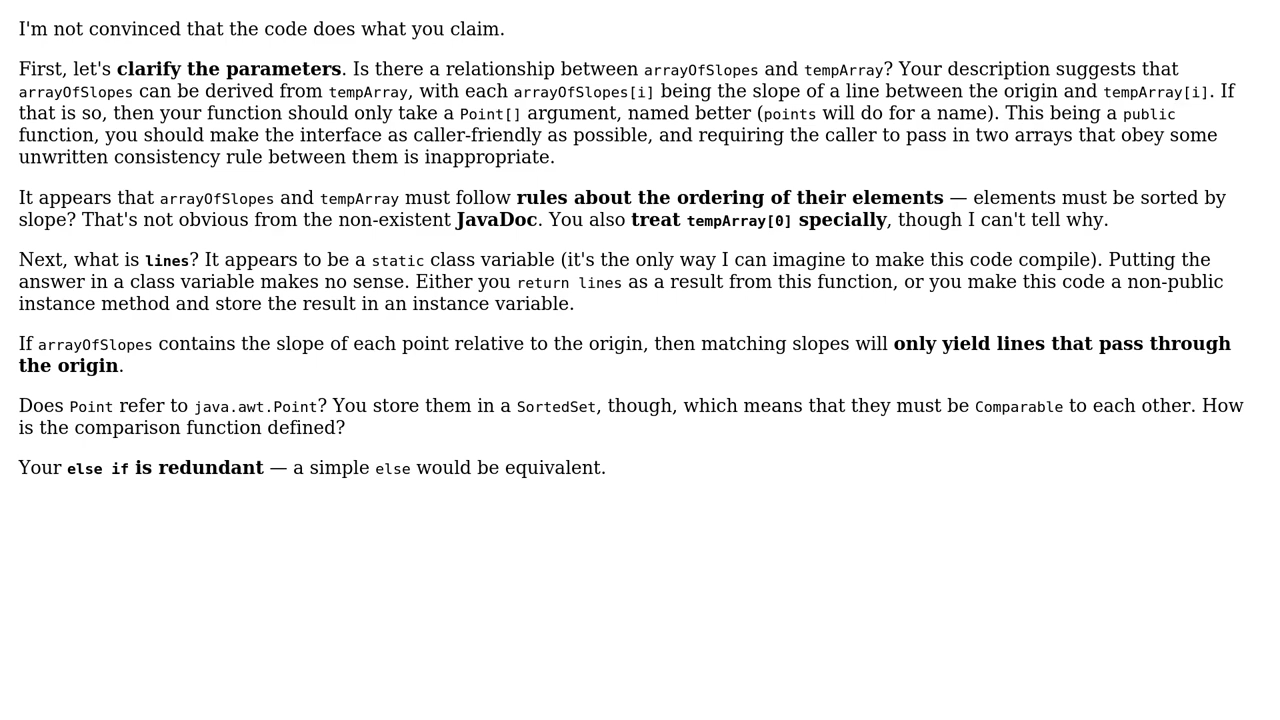 I'm not convinced that the code does what you claim.
First, let's clarify the parameters. Is there a relationship between arrayOfSlopes and tempArray? Your description suggests that
arrayOfSlopes can be derived from tempArray, with each arrayOfSlopes[i] being the slope of a line between the origin and tempArray[i]. If
that is so, then your function should only take a Point[] argument, named better (points will do for a name). This being a public
function, you should make the interface as caller-friendly as possible, and requiring the caller to pass in two arrays that obey some
unwritten consistency rule between them is inappropriate.
It appears that arrayOfSlopes and tempArray must follow rules about the ordering of their elements — elements must be sorted by
slope? That's not obvious from the non-existent JavaDoc. You also treat tempArray[0] specially, though I can't tell why.
Next, what is lines? It appears to be a static class variable (it's the only way I can imagine to make this code compile). Putting the
answer in a class variable makes no sense. Either you return lines as a result from this function, or you make this code a non-public
instance method and store the result in an instance variable.
If arrayOfSlopes contains the slope of each point relative to the origin, then matching slopes will only yield lines that pass through
the origin.
Does Point refer to java.awt.Point? You store them in a SortedSet, though, which means that they must be Comparable to each other. How
is the comparison function defined?
Your else if is redundant — a simple else would be equivalent.